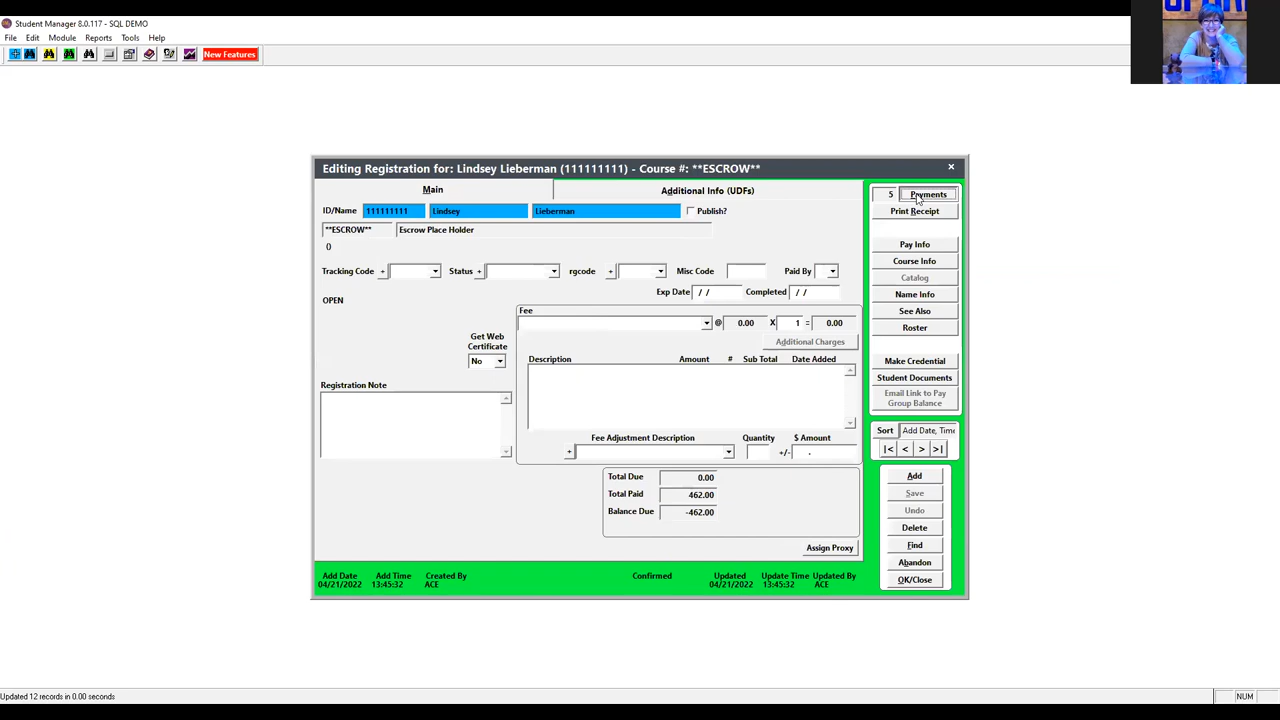 Student Manager 8.0.117 - SQL DEMO
File Edit Module Reports Tools Help
New Features
Editing Registration for: Lindsey Lieberman (111111111) - Course #: **ESCROW**
×
Main
Additional Info (UDFs)
5 Payments
ID/Name 111111111 Lindsey Lieberman Publish?
Print Receipt
**ESCROW** Escrow Place Holder
()
Pay Info
Course Info
Tracking Code + Status + rgcode + Misc Code Paid By
Catalog
Exp Date / / Completed / /
Name Info
OPEN
See Also
Fee
@ 0.00 X 1 = 0.00
Roster
Get Web
Certificate
No
Additional Charges
Description Amount # Sub Total Date Added
Make Credential
Student Documents
Registration Note
Email Link to Pay
Group Balance
Sort Add Date, Time
Fee Adjustment Description Quantity $ Amount
+ +/- .
|< < > >|
Total Due 0.00
Add
Total Paid 462.00
Save
Balance Due -462.00
Undo
Delete
Assign Proxy
Find
Abandon
OK/Close
Add Date Add Time Created By Confirmed Updated Update Time Updated By
04/21/2022 13:45:32 ACE 04/21/2022 13:45:32 ACE
Updated 12 records in 0.00 seconds
NUM